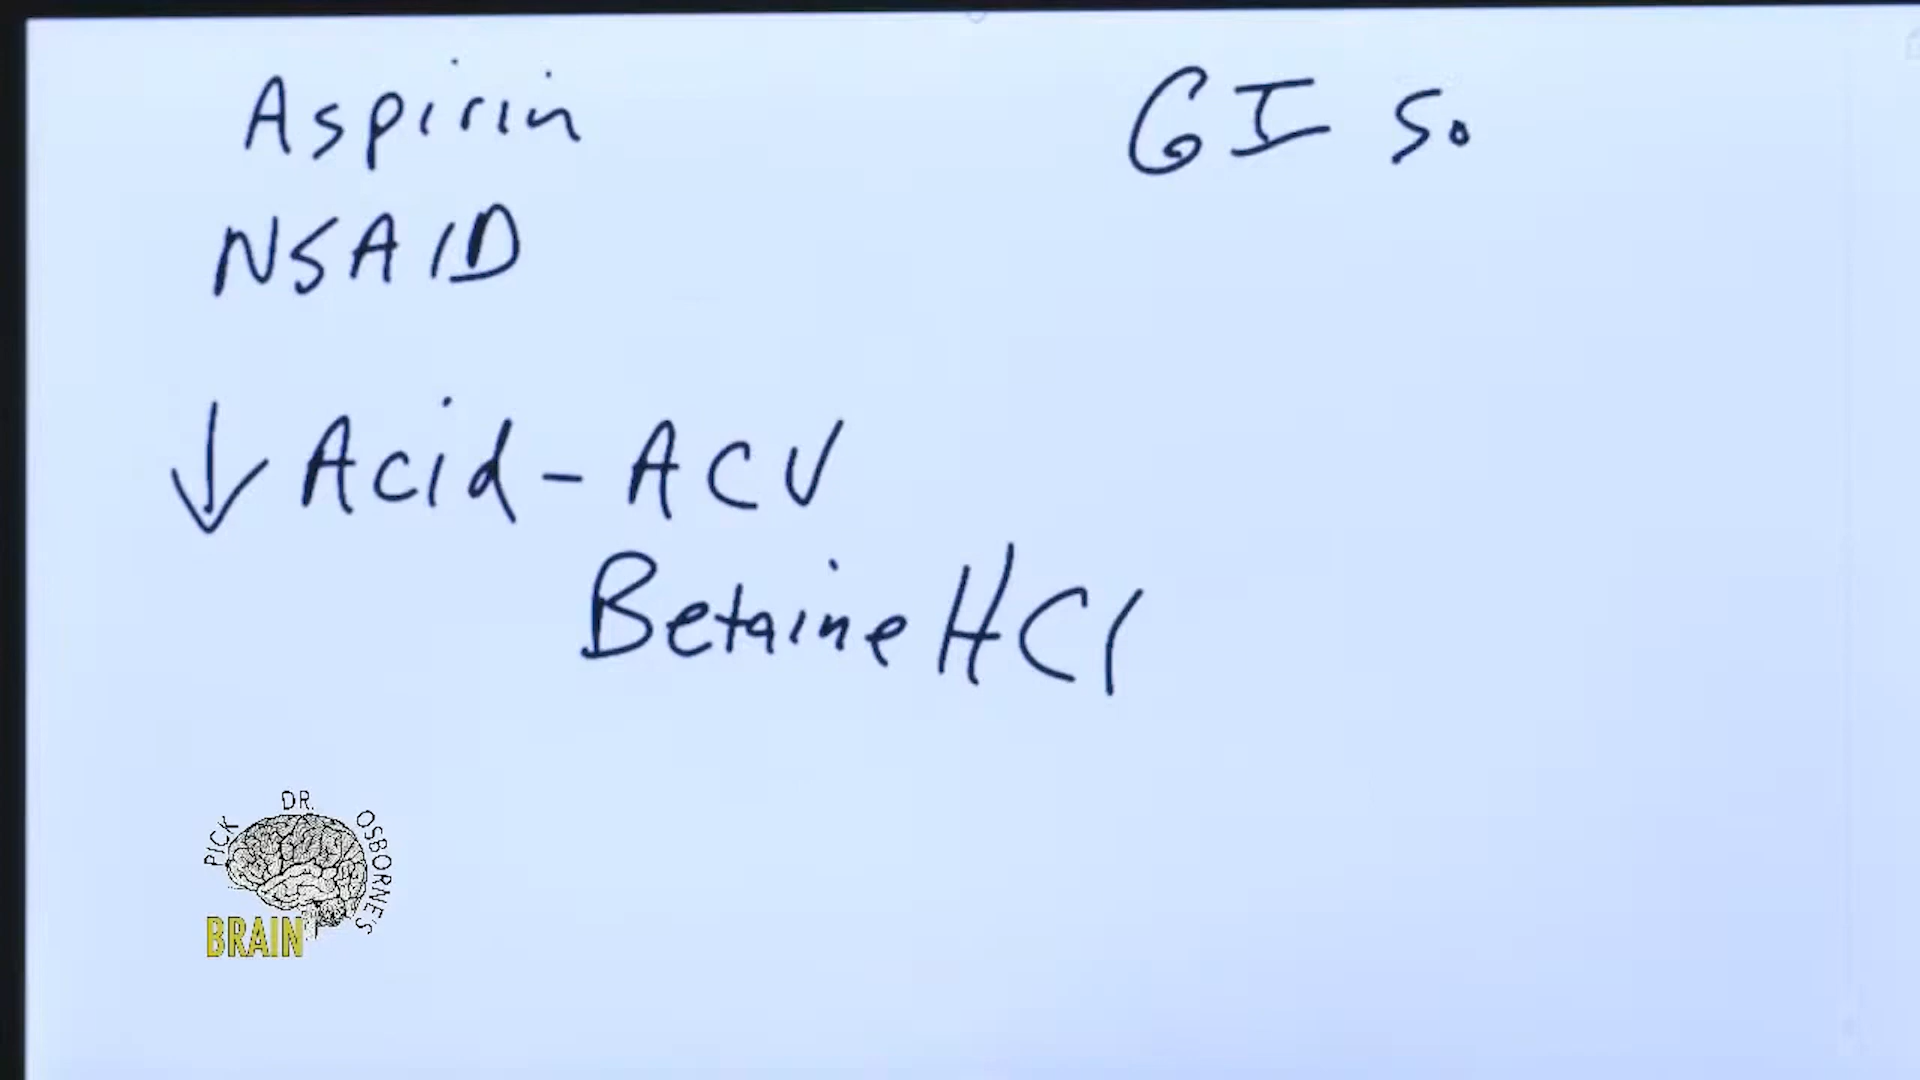 Aspirin
GI So
NSAID
↓ Acid - ACV
Betaine HCl
PICK DR. OSBORNE'S
BRAIN